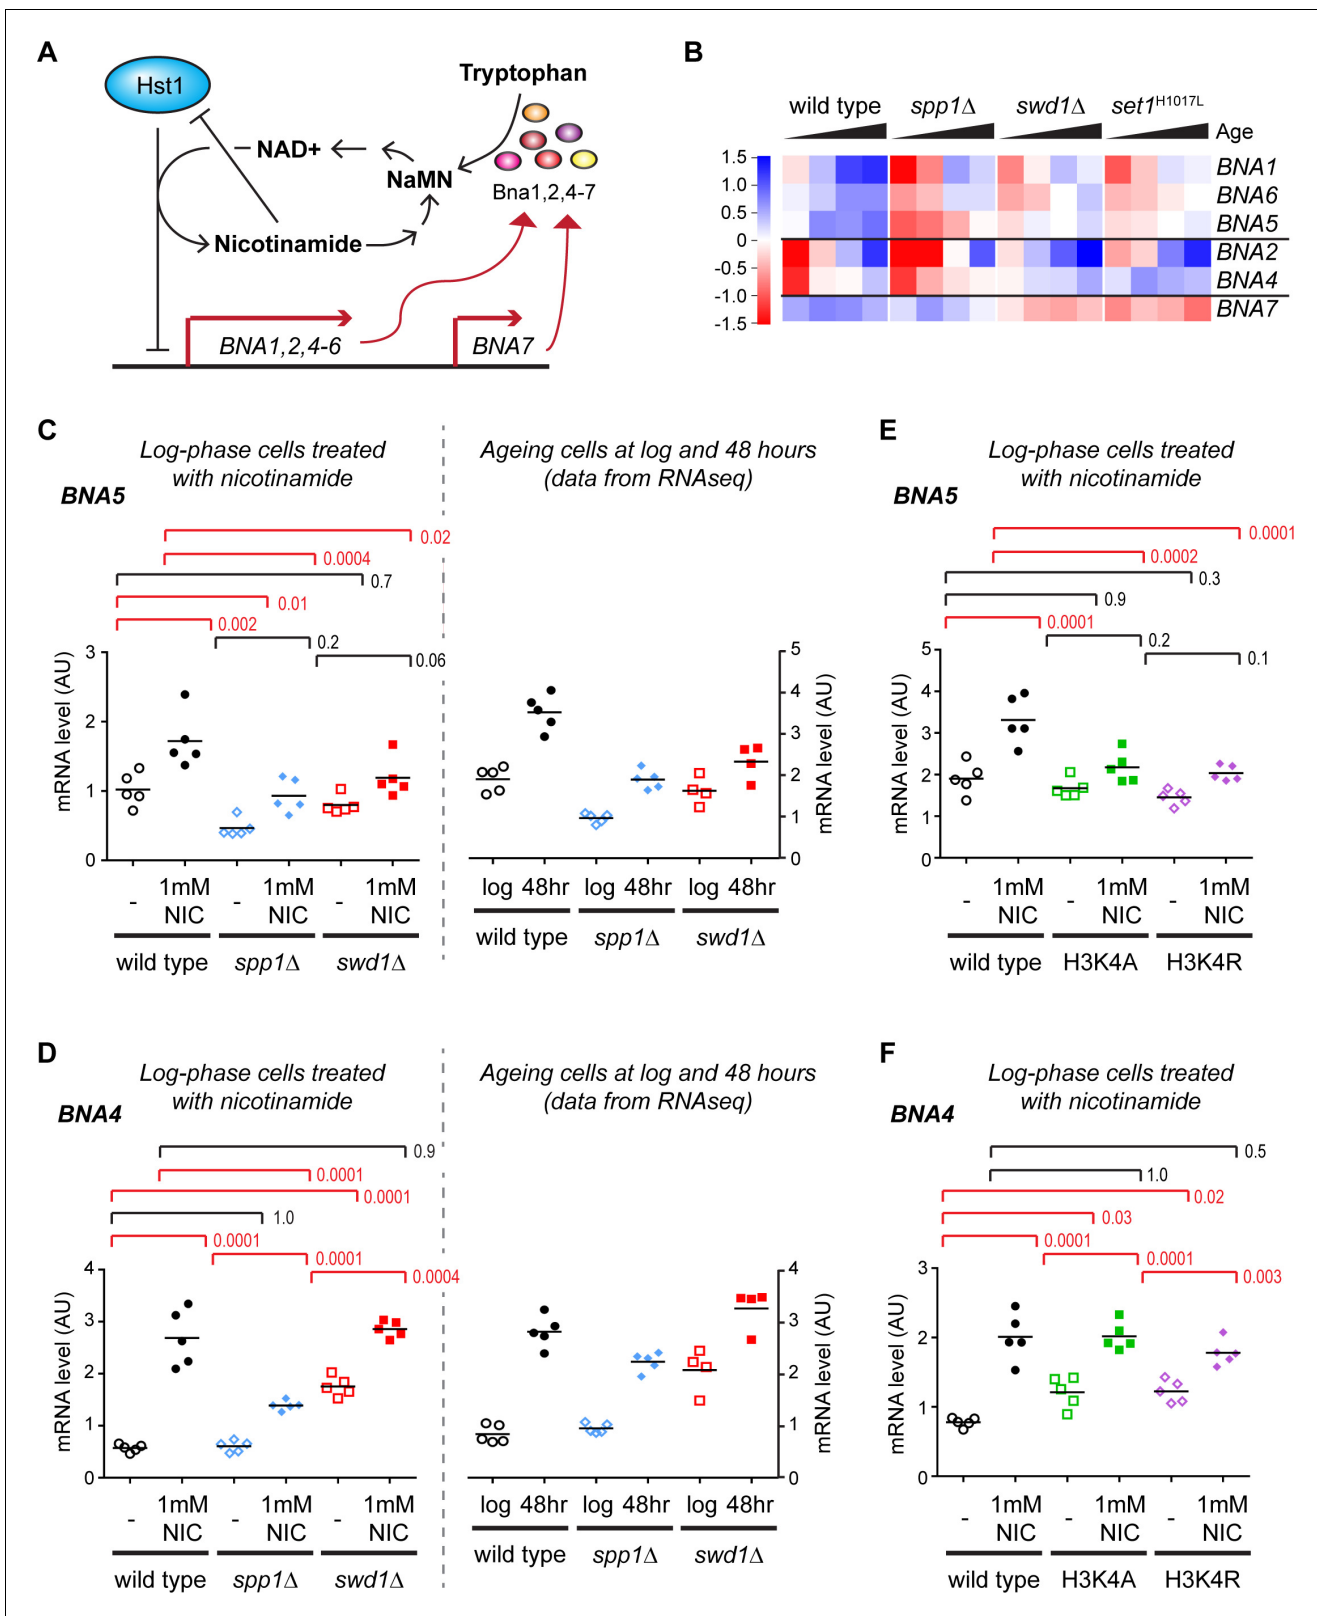 A
Hst1
Tryptophan
NAD+
NaMN
Bna1,2,4-7
Nicotinamide
BNA1,2,4-6
BNA7
B
wild type spp1Δ swd1Δ set1H1017L
Age
1.5
1.0
0.5
0
-0.5
-1.0
-1.5
BNA1
BNA6
BNA5
BNA2
BNA4
BNA7
C
Log-phase cells treated
with nicotinamide
Ageing cells at log and 48 hours
(data from RNAseq)
BNA5
0.02
0.0004
0.7
0.01
0.002
0.2
0.06
mRNA level (AU)
3
2
1
0
- 1mM NIC - 1mM NIC - 1mM NIC
wild type spp1Δ swd1Δ
5
4
3
2
1
0
mRNA level (AU)
log 48hr log 48hr log 48hr
wild type spp1Δ swd1Δ
E
Log-phase cells treated
with nicotinamide
BNA5
0.0001
0.0002
0.3
0.9
0.0001
0.2
0.1
mRNA level (AU)
5
4
3
2
1
0
- 1mM NIC - 1mM NIC - 1mM NIC
wild type H3K4A H3K4R
D
Log-phase cells treated
with nicotinamide
Ageing cells at log and 48 hours
(data from RNAseq)
BNA4
0.9
0.0001
0.0001
1.0
0.0001
0.0001
0.0004
mRNA level (AU)
4
3
2
1
0
- 1mM NIC - 1mM NIC - 1mM NIC
wild type spp1Δ swd1Δ
4
3
2
1
0
mRNA level (AU)
log 48hr log 48hr log 48hr
wild type spp1Δ swd1Δ
F
Log-phase cells treated
with nicotinamide
BNA4
0.5
1.0
0.02
0.03
0.0001
0.0001
0.003
mRNA level (AU)
3
2
1
0
- 1mM NIC - 1mM NIC - 1mM NIC
wild type H3K4A H3K4R